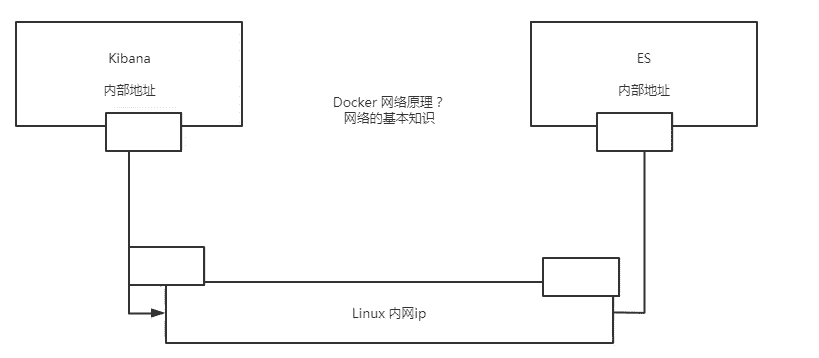 Kibana
内部地址
Docker 网络原理？
网络的基本知识
ES
内部地址
Linux 内网ip